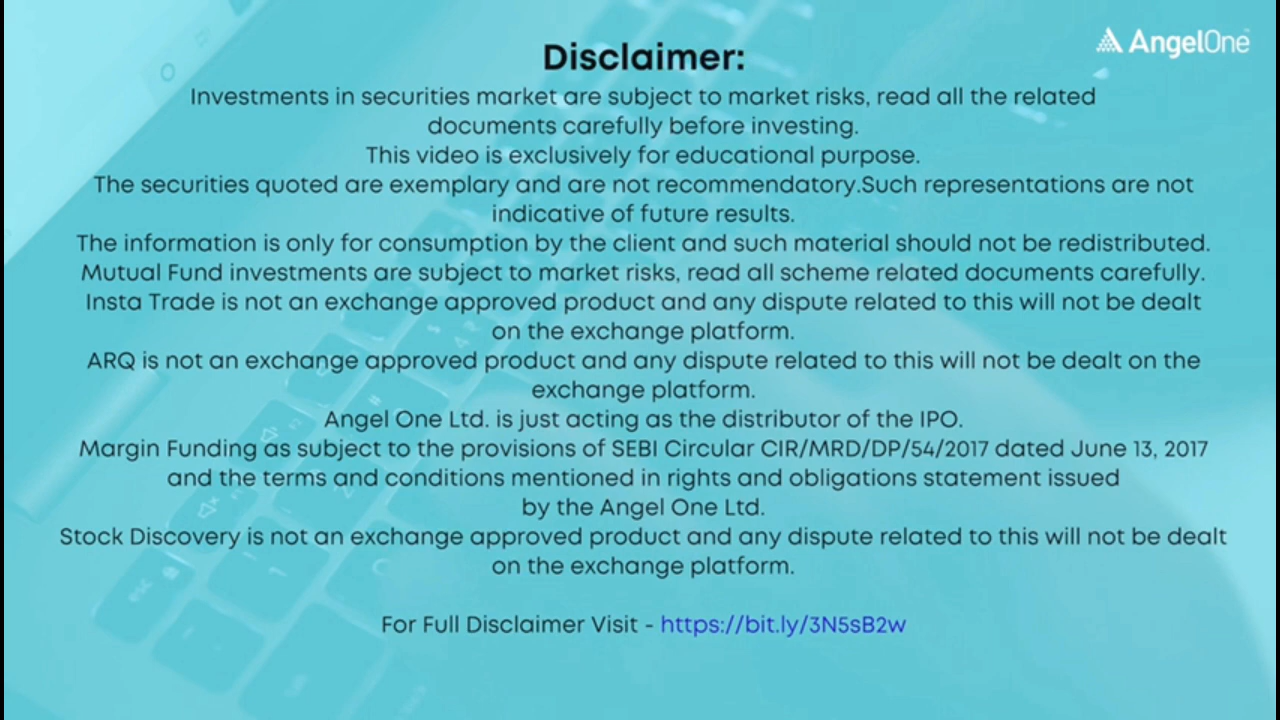 AngelOne
Disclaimer:
Investments in securities market are subject to market risks, read all the related
documents carefully before investing.
This video is exclusively for educational purpose.
The securities quoted are exemplary and are not recommendatory.Such representations are not
indicative of future results.
The information is only for consumption by the client and such material should not be redistributed.
Mutual Fund investments are subject to market risks, read all scheme related documents carefully.
Insta Trade is not an exchange approved product and any dispute related to this will not be dealt
on the exchange platform.
ARQ is not an exchange approved product and any dispute related to this will not be dealt on the
exchange platform.
Angel One Ltd. is just acting as the distributor of the IPO.
Margin Funding as subject to the provisions of SEBI Circular CIR/MRD/DP/54/2017 dated June 13, 2017
and the terms and conditions mentioned in rights and obligations statement issued
by the Angel One Ltd.
Stock Discovery is not an exchange approved product and any dispute related to this will not be dealt
on the exchange platform.
For Full Disclaimer Visit - https://bit.ly/3N5sB2w